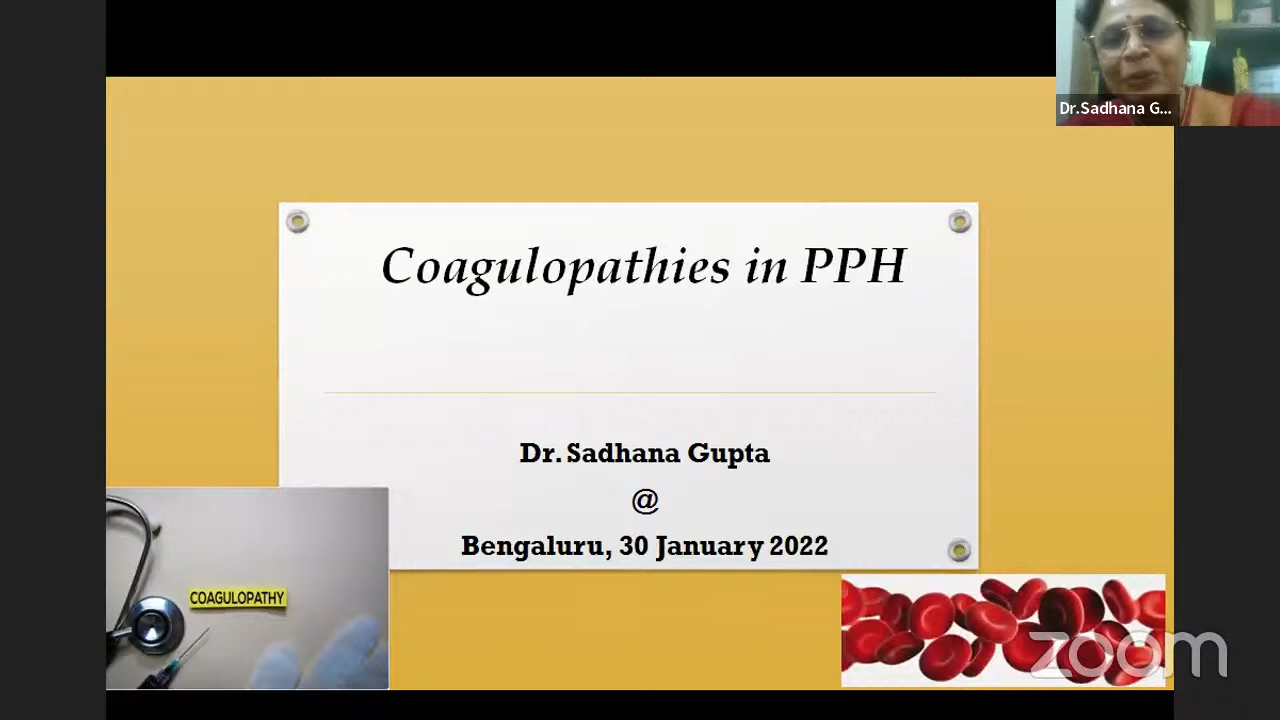 Dr.Sadhana G...
Coagulopathies in PPH
Dr. Sadhana Gupta
@
Bengaluru, 30 January 2022
COAGULOPATHY
zoom